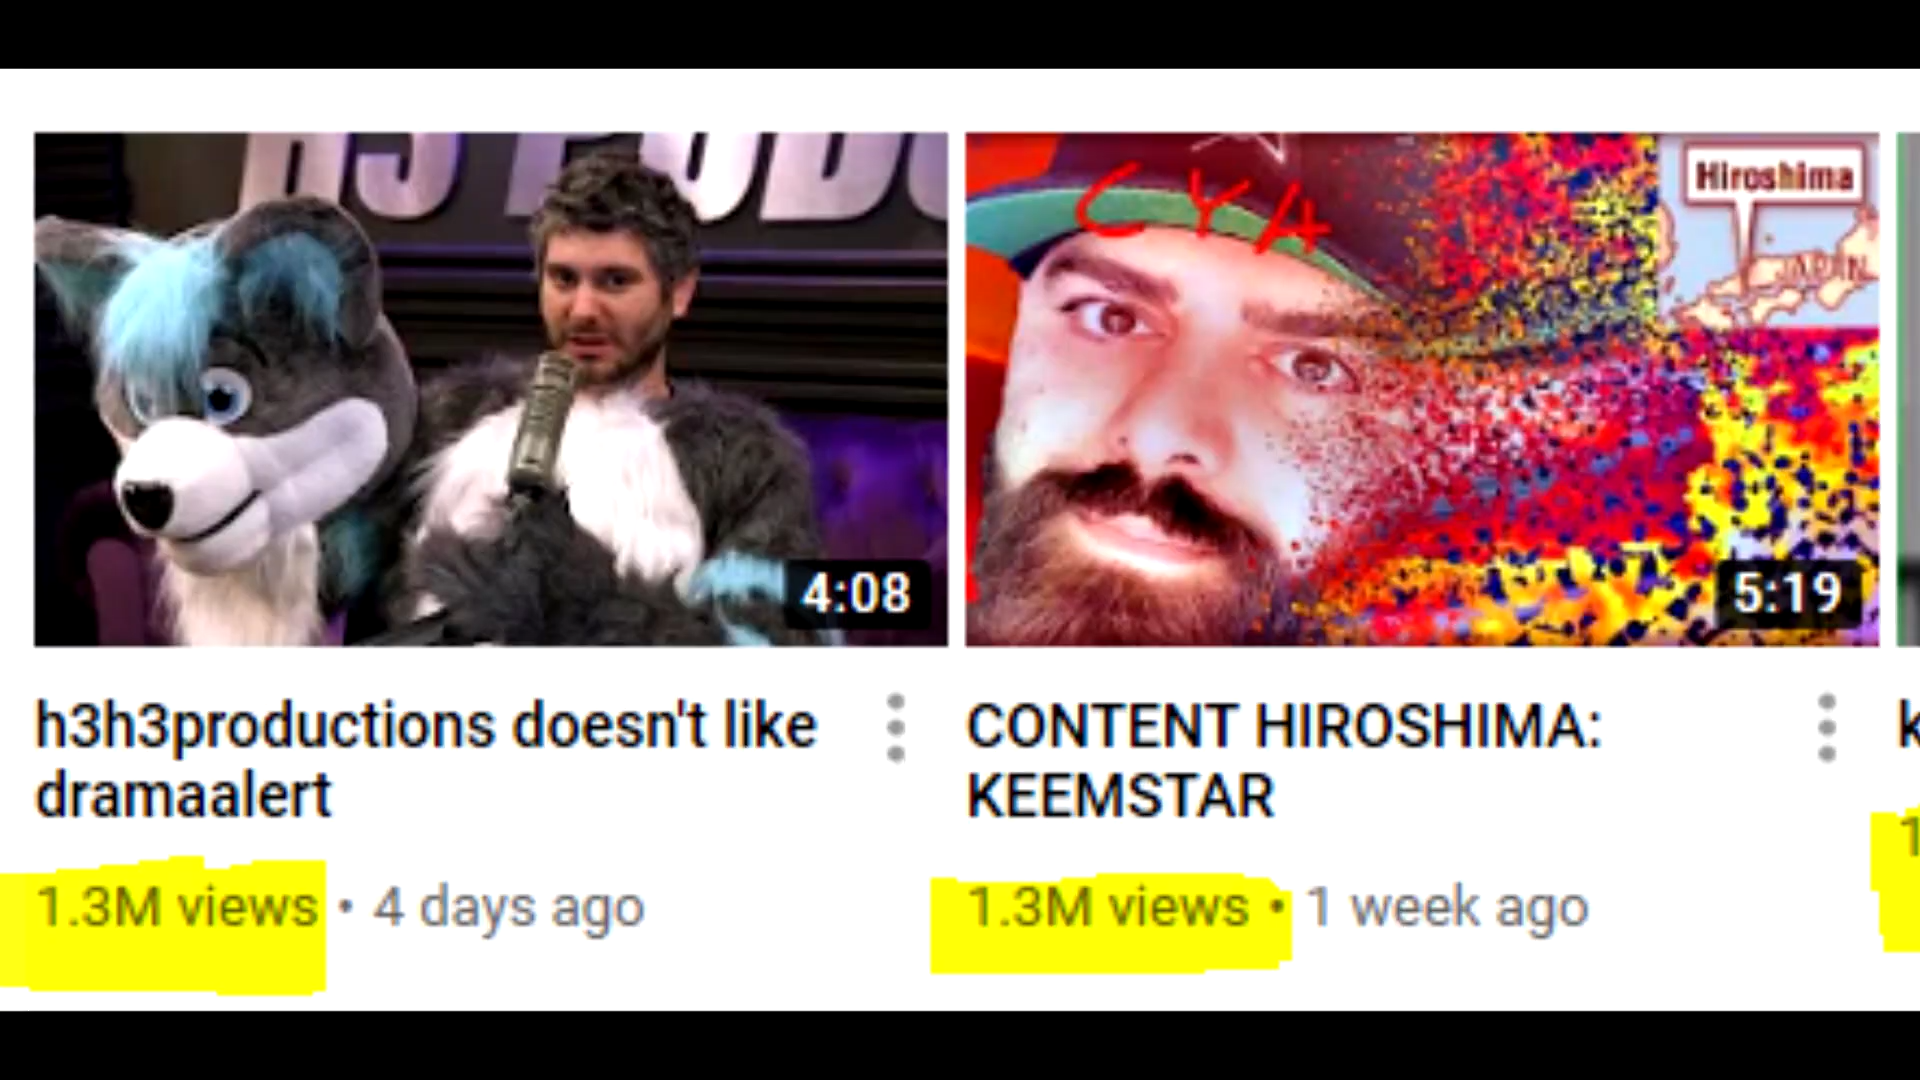 H3 PODC
CYA
Hiroshima
JAPAN
4:08
5:19
h3h3productions doesn't like
dramaalert
1.3M views • 4 days ago
CONTENT HIROSHIMA:
KEEMSTAR
1.3M views • 1 week ago
k
1